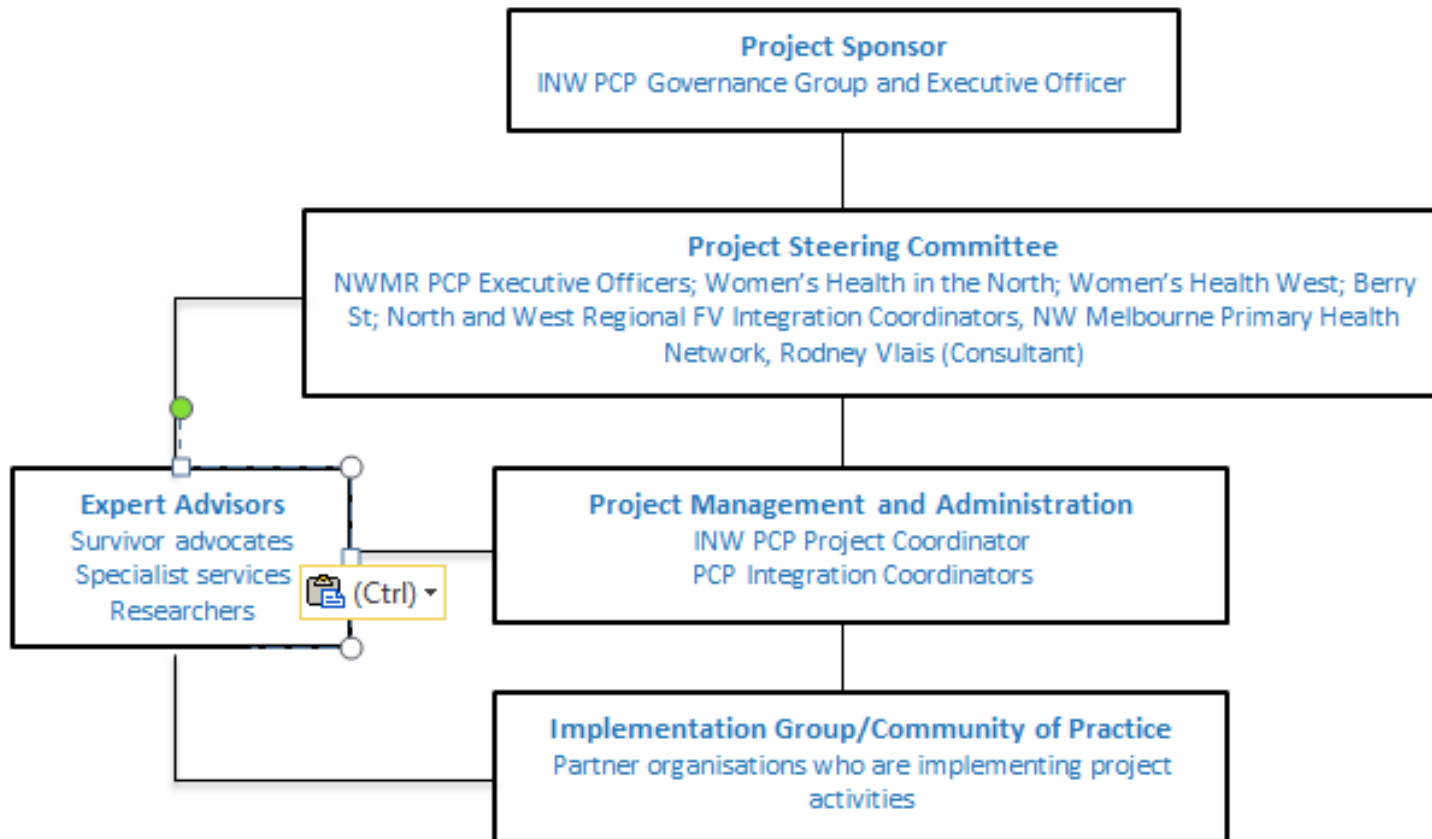 Project Sponsor
INW PCP Governance Group and Executive Officer
Project Steering Committee
NWMR PCP Executive Officers; Women's Health in the North; Women's Health West; Berry
St; North and West Regional FV Integration Coordinators, NW Melbourne Primary Health
Network, Rodney Vlais (Consultant)
Expert Advisors
Survivor advocates
Specialist services
Researchers
(Ctrl)
Project Management and Administration
INW PCP Project Coordinator
PCP Integration Coordinators
Implementation Group/Community of Practice
Partner organisations who are implementing project
activities